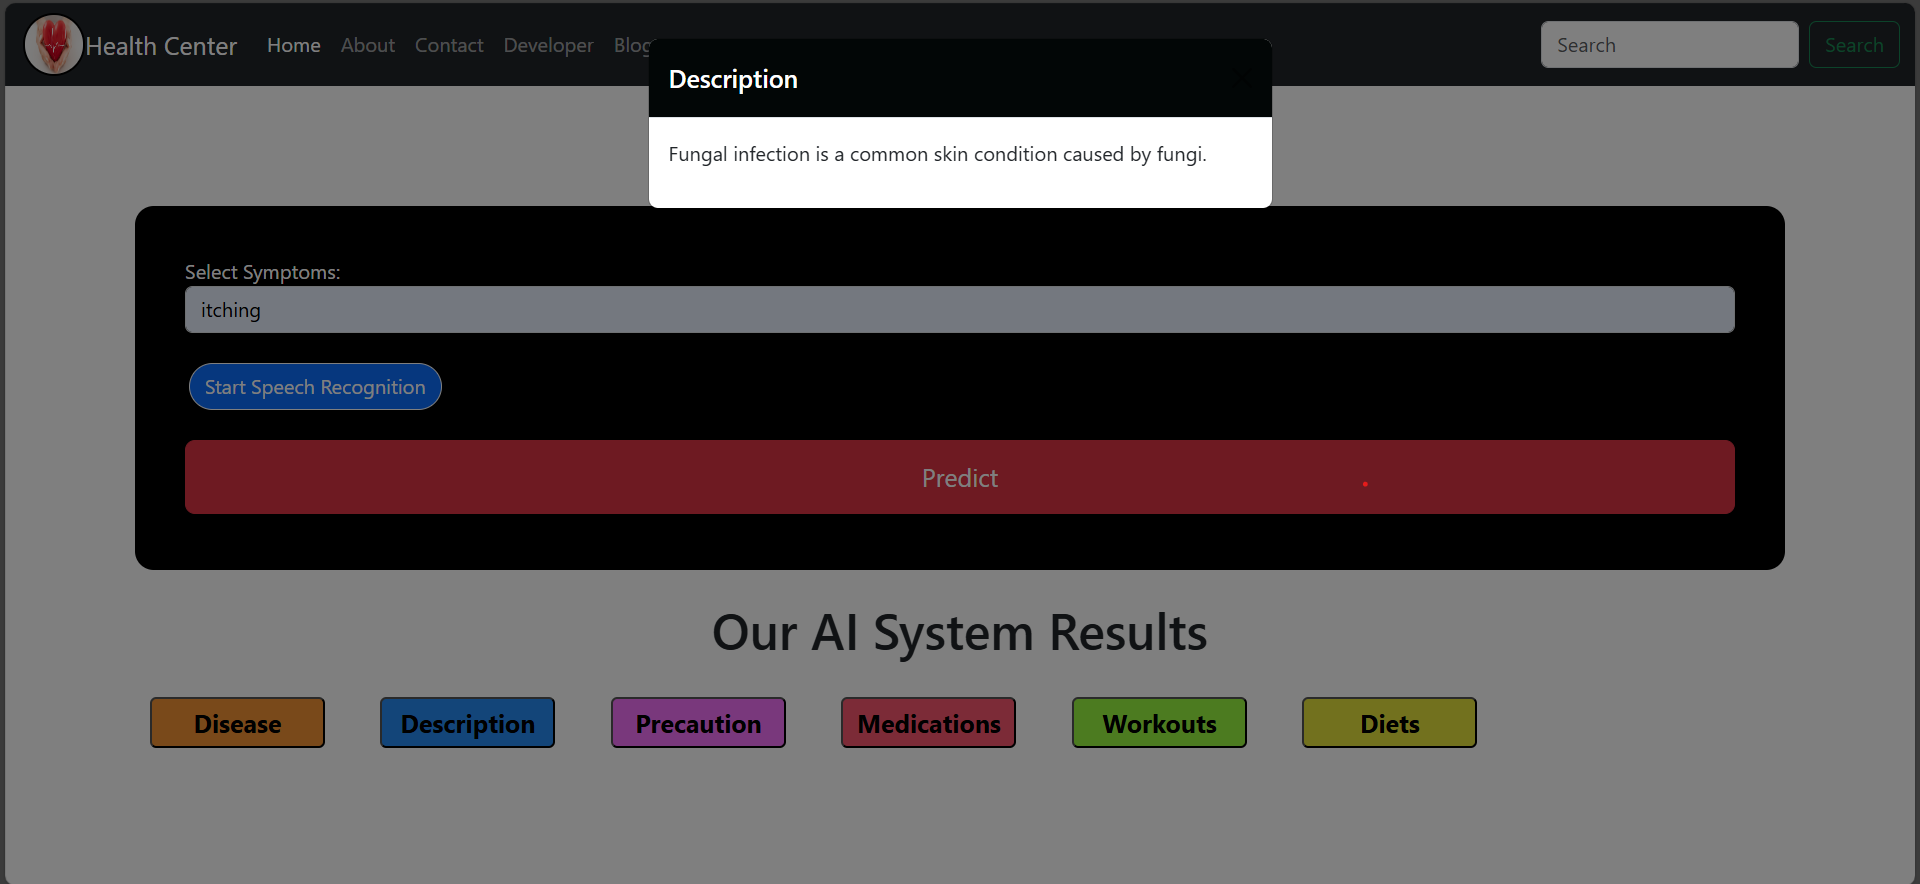 Health Center Home About Contact Developer Blog Search Search
Description
Fungal infection is a common skin condition caused by fungi.
Select Symptoms:
itching
Start Speech Recognition
Predict
Our AI System Results
Disease Description Precaution Medications Workouts Diets